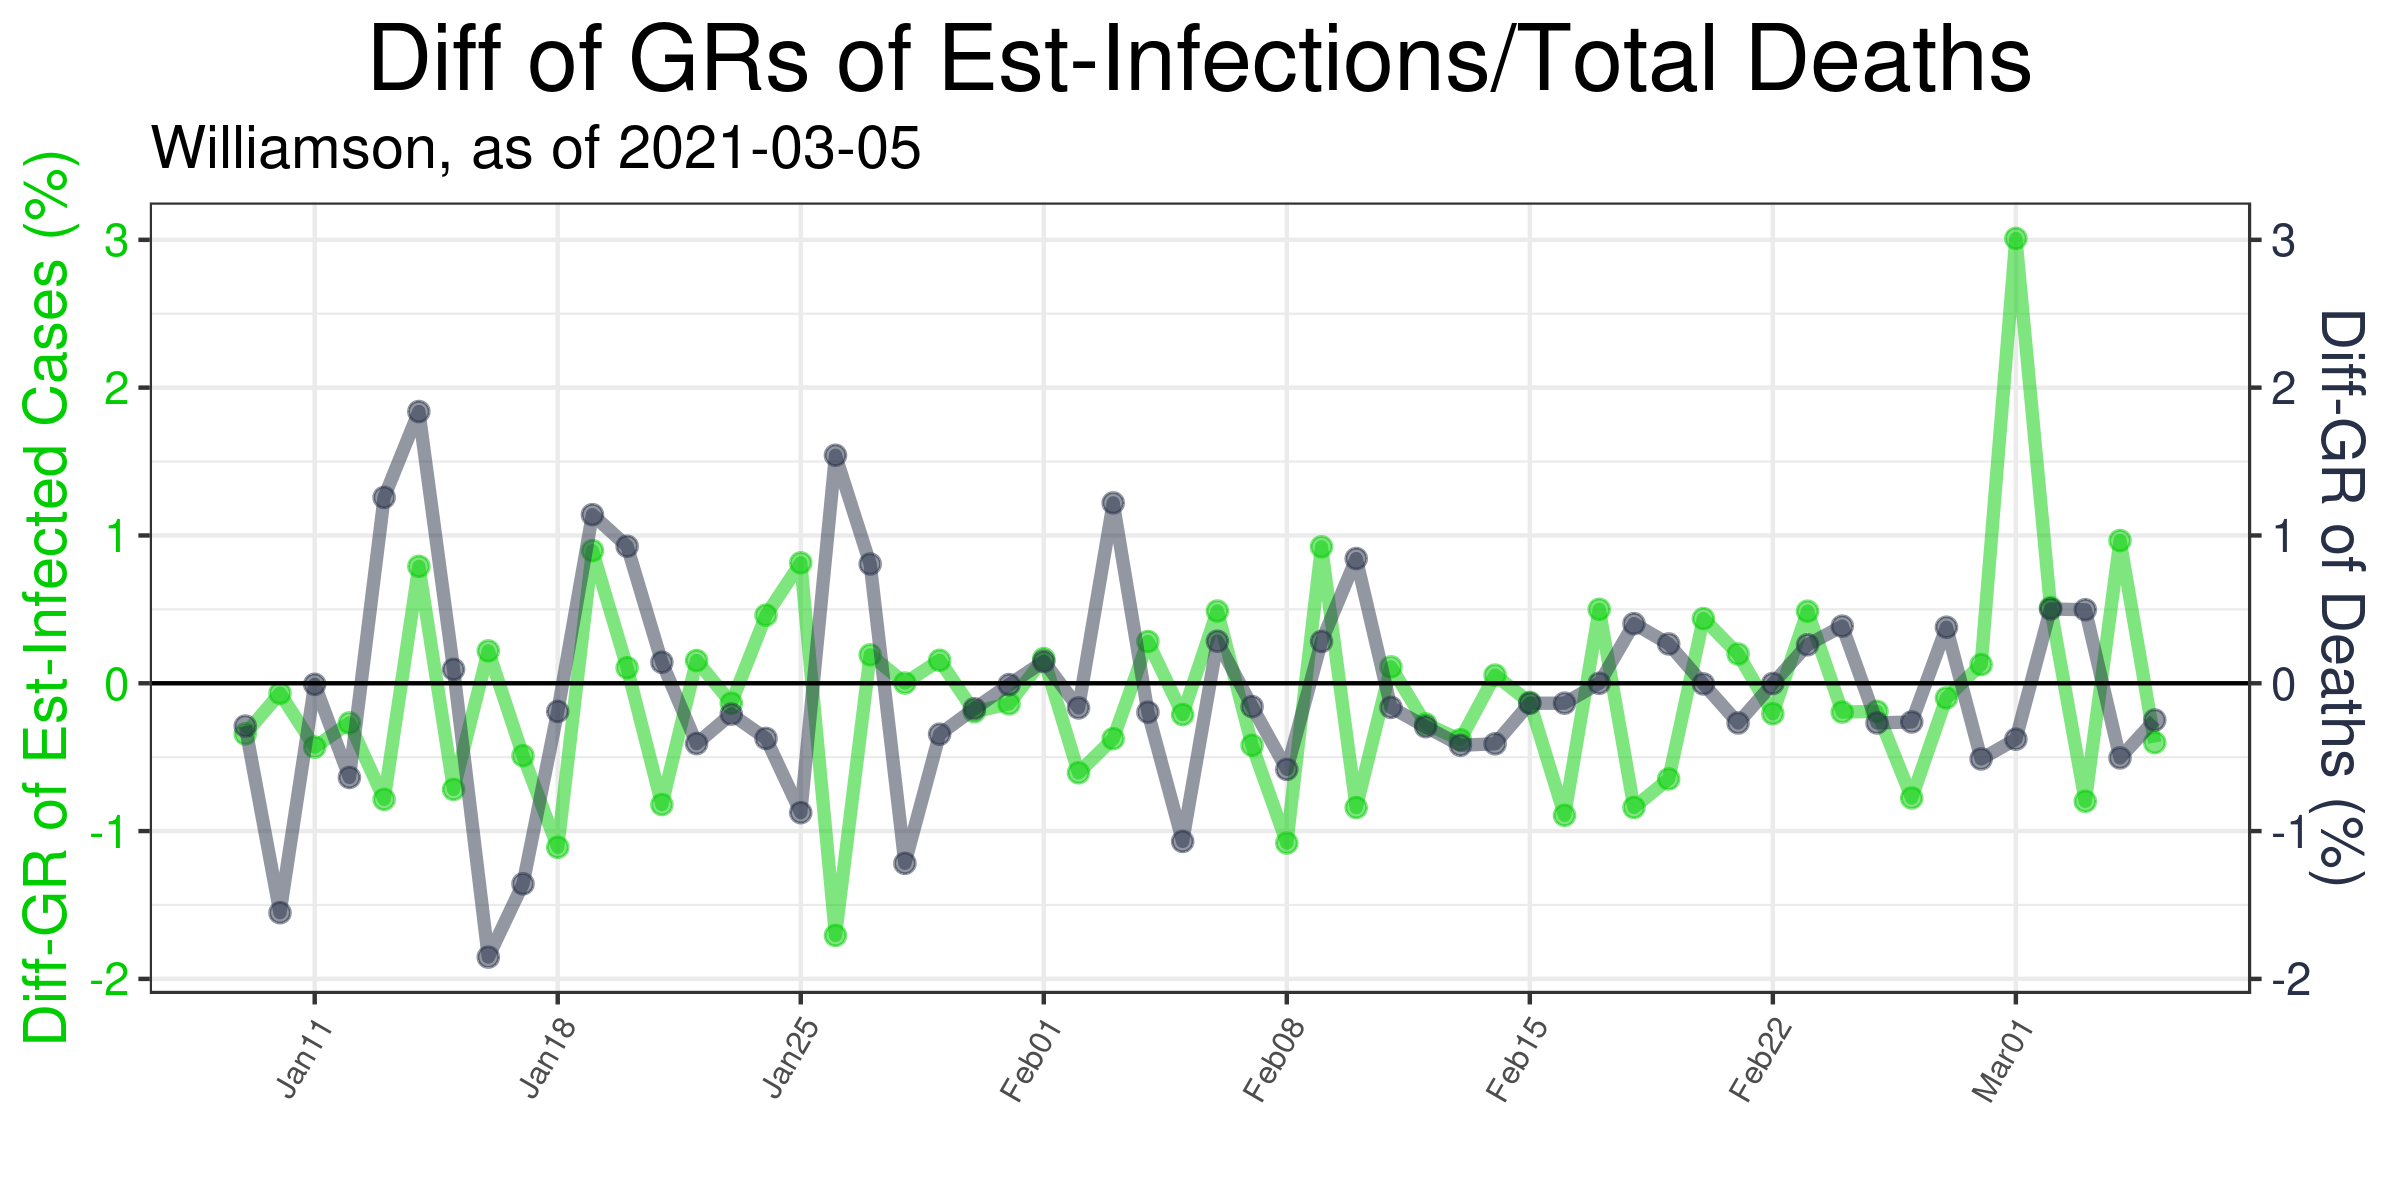 Diff of GRs of Est-Infections/Total Deaths
Williamson, as of 2021-03-05
Diff-GR of Est-Infected Cases (%)
3
2
1
0
-1
-2
3
2
1
0
-1
-2
Diff-GR of Deaths (%)
Jan11
Jan18
Jan25
Feb01
Feb08
Feb15
Feb22
Mar01